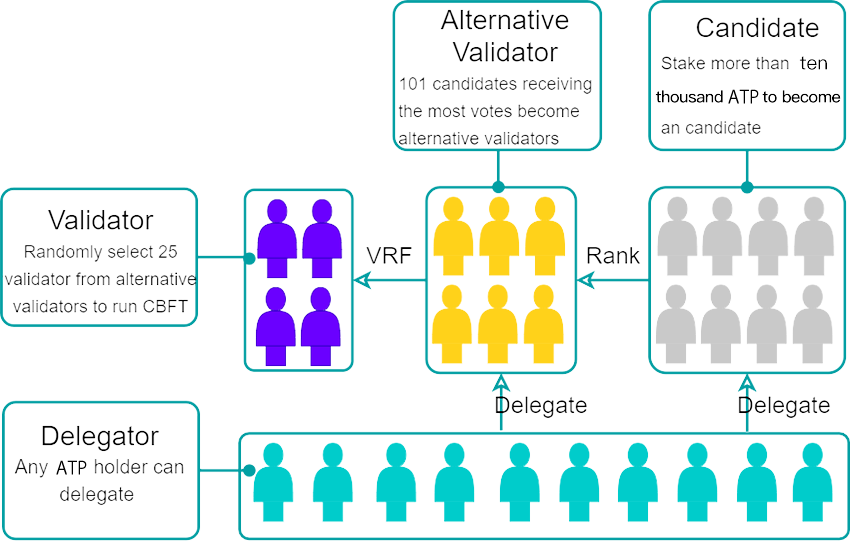 Alternative
Validator
101 candidates receiving
the most votes become
alternative validators
Candidate
Stake more than ten
thousand ATP to become
an candidate
Validator
Randomly select 25
validator from alternative
validators to run CBFT
VRF
Rank
Delegate
Delegate
Delegator
Any ATP holder can
delegate